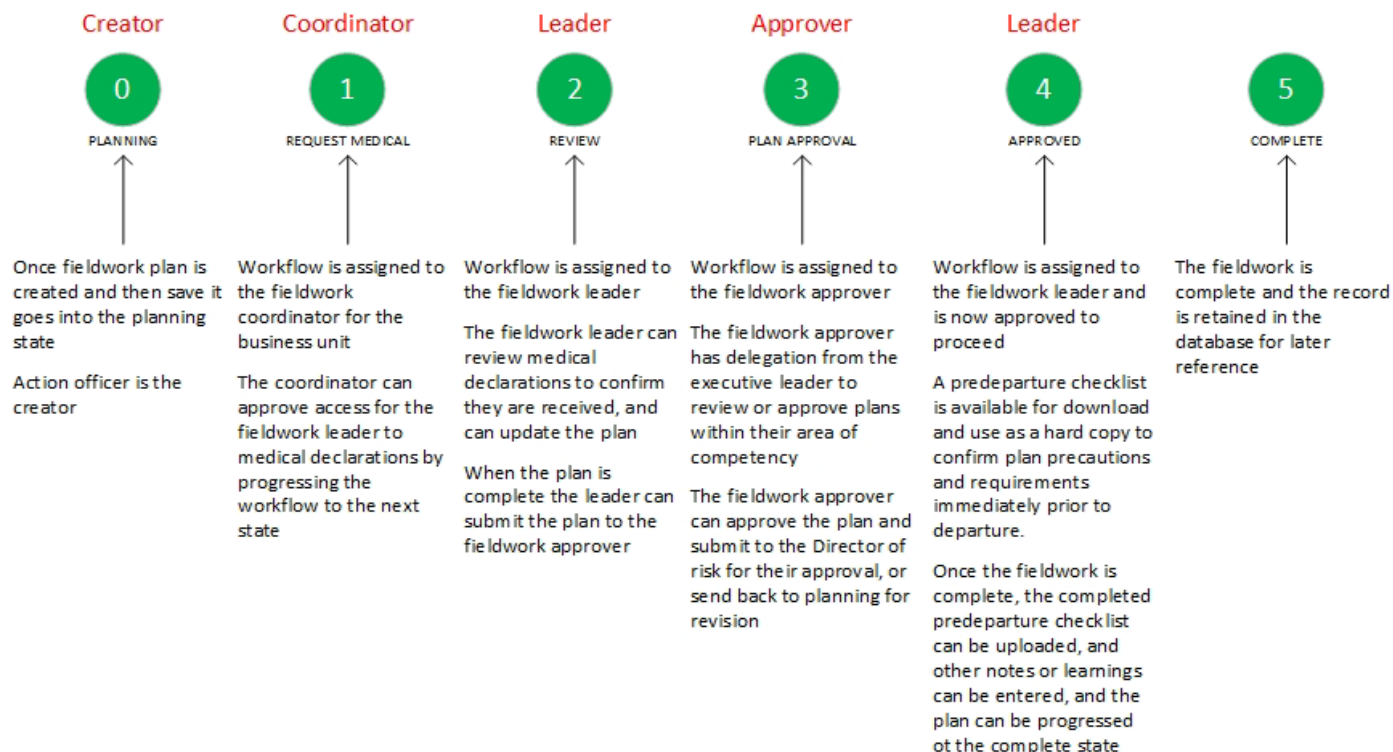 Creator
0
PLANNING
Once fieldwork plan is
created and then save it
goes into the planning
state
Action officer is the
creator
Coordinator
1
REQUEST MEDICAL
Workflow is assigned to
the fieldwork
coordinator for the
business unit
The coordinator can
approve access for the
fieldwork leader to
medical declarations by
progressing the
workflow to the next
state
Leader
2
REVIEW
Workflow is assigned to
the fieldwork leader
The fieldwork leader can
review medical
declarations to confirm
they are received, and
can update the plan
When the plan is
complete the leader can
submit the plan to the
fieldwork approver
Approver
3
PLAN APPROVAL
Workflow is assigned to
the fieldwork approver
The fieldwork approver
has delegation from the
executive leader to
review or approve plans
within their area of
competency
The fieldwork approver
can approve the plan and
submit to the Director of
risk for their approval, or
send back to planning for
revision
Leader
4
APPROVED
Workflow is assigned to
the fieldwork leader and
is now approved to
proceed
A predeparture checklist
is available for download
and use as a hard copy to
confirm plan precautions
and requirements
immediately prior to
departure.
Once the fieldwork is
complete, the completed
predeparture checklist
can be uploaded, and
other notes or learnings
can be entered, and the
plan can be progressed
ot the complete state
5
COMPLETE
The fieldwork is
complete and the record
is retained in the
database for later
reference